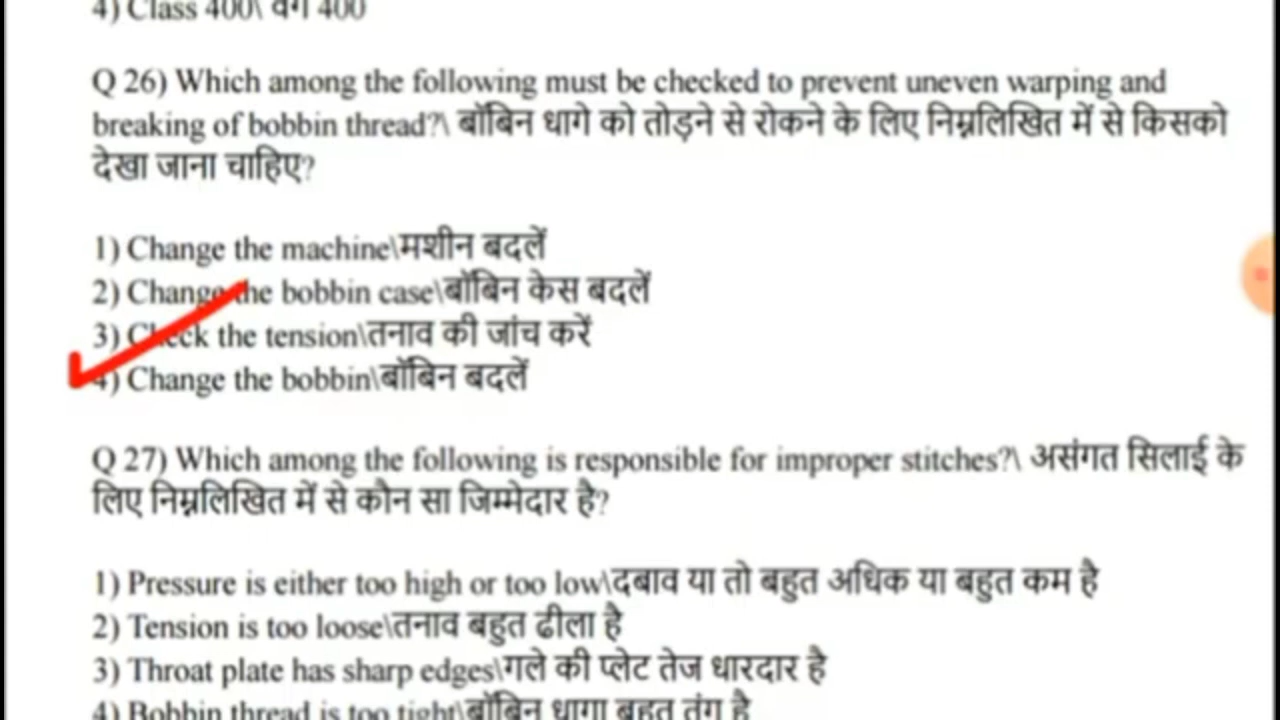 4) Class 400\ वर्ग 400
Q 26) Which among the following must be checked to prevent uneven warping and
breaking of bobbin thread?\ बॉबिन धागे को तोड़ने से रोकने के लिए निम्नलिखित में से किसको
देखा जाना चाहिए?
1) Change the machine\मशीन बदलें
2) Change the bobbin case\बॉबिन केस बदलें
3) Check the tension\तनाव की जांच करें
4) Change the bobbin\बॉबिन बदलें
Q 27) Which among the following is responsible for improper stitches?\ असंगत सिलाई के
लिए निम्नलिखित में से कौन सा जिम्मेदार है?
1) Pressure is either too high or too low\दबाव या तो बहुत अधिक या बहुत कम है
2) Tension is too loose\तनाव बहुत ढीला है
3) Throat plate has sharp edges\गले की प्लेट तेज धारदार है
4) Bobbin thread is too tight\बॉबिन धागा बहुत तंग है